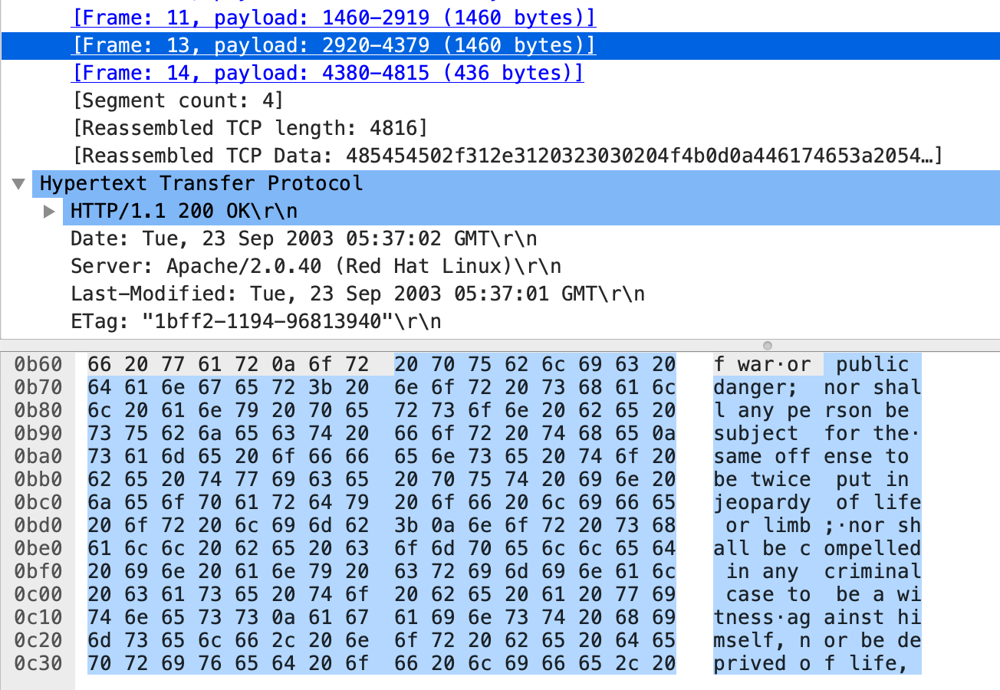 [Frame: 11, payload: 1460-2919 (1460 bytes)]
[Frame: 13, payload: 2920-4379 (1460 bytes)]
[Frame: 14, payload: 4380-4815 (436 bytes)]
[Segment count: 4]
[Reassembled TCP length: 4816]
[Reassembled TCP Data: 485454502f312e3120323030204f4b0d0a446174653a2054…]
Hypertext Transfer Protocol
HTTP/1.1 200 OK\r\n
Date: Tue, 23 Sep 2003 05:37:02 GMT\r\n
Server: Apache/2.0.40 (Red Hat Linux)\r\n
Last-Modified: Tue, 23 Sep 2003 05:37:01 GMT\r\n
ETag: "1bff2-1194-96813940"\r\n
0b60 66 20 77 61 72 0a 6f 72 20 70 75 62 6c 69 63 20 f war·or public
0b70 64 61 6e 67 65 72 3b 20 6e 6f 72 20 73 68 61 6c danger; nor shal
0b80 6c 20 61 6e 79 20 70 65 72 73 6f 6e 20 62 65 20 l any pe rson be
0b90 73 75 62 6a 65 63 74 20 66 6f 72 20 74 68 65 0a subject for the·
0ba0 73 61 6d 65 20 6f 66 66 65 6e 73 65 20 74 6f 20 same off ense to
0bb0 62 65 20 74 77 69 63 65 20 70 75 74 20 69 6e 20 be twice put in
0bc0 6a 65 6f 70 61 72 64 79 20 6f 66 20 6c 69 66 65 jeopardy of life
0bd0 20 6f 72 20 6c 69 6d 62 3b 0a 6e 6f 72 20 73 68 or limb ;·nor sh
0be0 61 6c 6c 20 62 65 20 63 6f 6d 70 65 6c 6c 65 64 all be c ompelled
0bf0 20 69 6e 20 61 6e 79 20 63 72 69 6d 69 6e 61 6c in any criminal
0c00 20 63 61 73 65 20 74 6f 20 62 65 20 61 20 77 69 case to be a wi
0c10 74 6e 65 73 73 0a 61 67 61 69 6e 73 74 20 68 69 tness·ag ainst hi
0c20 6d 73 65 6c 66 2c 20 6e 6f 72 20 62 65 20 64 65 mself, n or be de
0c30 70 72 69 76 65 64 20 6f 66 20 6c 69 66 65 2c 20 prived o f life,